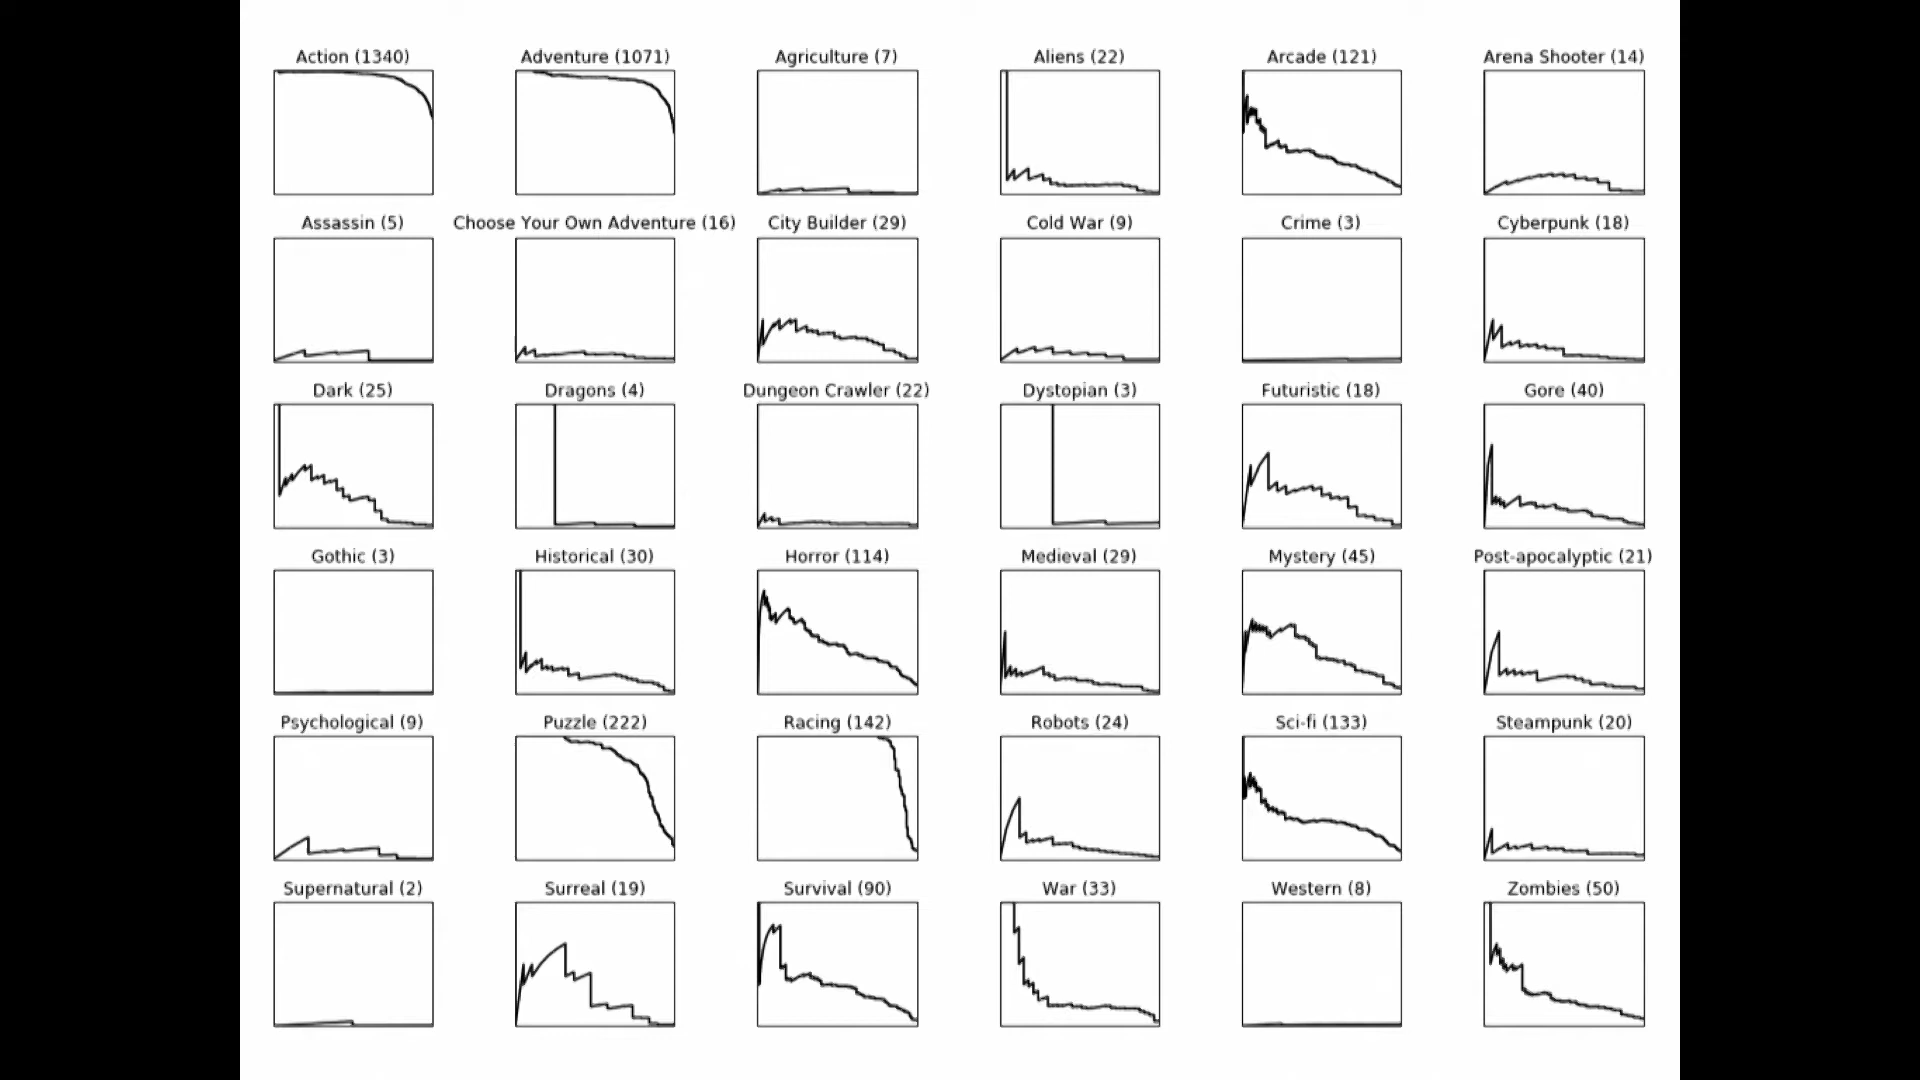 Action (1340)
Adventure (1071)
Agriculture (7)
Aliens (22)
Arcade (121)
Arena Shooter (14)
Assassin (5)
Choose Your Own Adventure (16)
City Builder (29)
Cold War (9)
Crime (3)
Cyberpunk (18)
Dark (25)
Dragons (4)
Dungeon Crawler (22)
Dystopian (3)
Futuristic (18)
Gore (40)
Gothic (3)
Historical (30)
Horror (114)
Medieval (29)
Mystery (45)
Post-apocalyptic (21)
Psychological (9)
Puzzle (222)
Racing (142)
Robots (24)
Sci-fi (133)
Steampunk (20)
Supernatural (2)
Surreal (19)
Survival (90)
War (33)
Western (8)
Zombies (50)